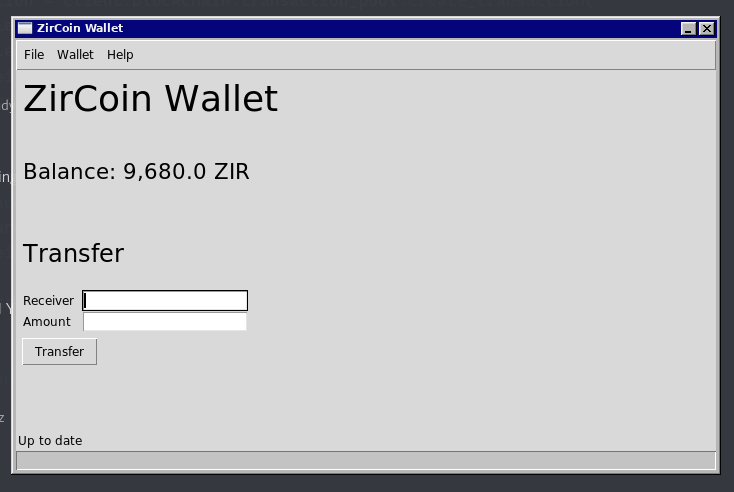 ZirCoin Wallet
File Wallet Help
ZirCoin Wallet
Balance: 9,680.0 ZIR
Transfer
Receiver
Amount
Transfer
Up to date